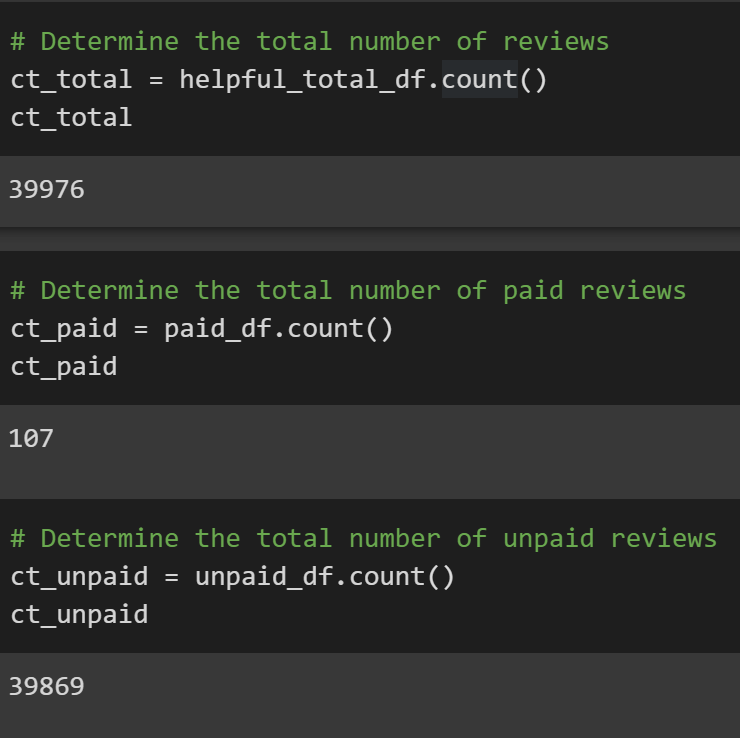 # Determine the total number of reviews
ct_total = helpful_total_df.count()
ct_total
39976
# Determine the total number of paid reviews
ct_paid = paid_df.count()
ct_paid
107
# Determine the total number of unpaid reviews
ct_unpaid = unpaid_df.count()
ct_unpaid
39869